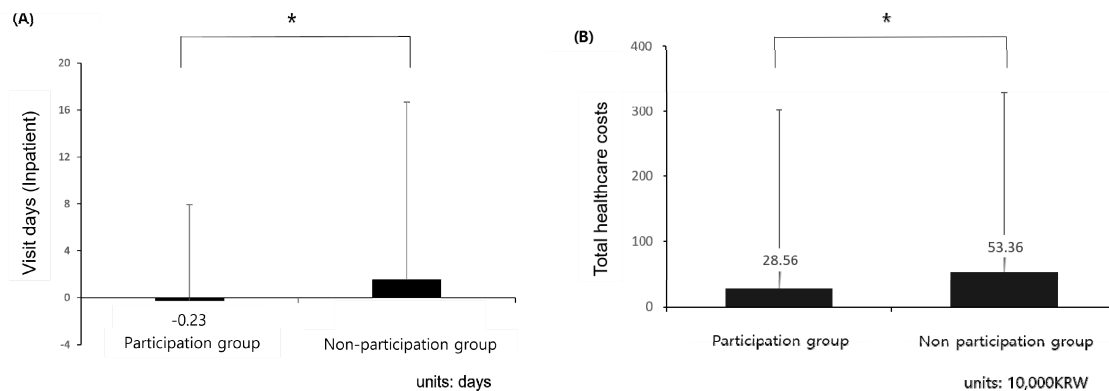 (A)
*
20
16
12
8
4
0
-4
Visit days (Inpatient)
-0.23
Participation group
Non-participation group
units: days
(B)
*
400
300
200
100
0
Total healthcare costs
28.56
53.36
Participation group
Non participation group
units: 10,000KRW